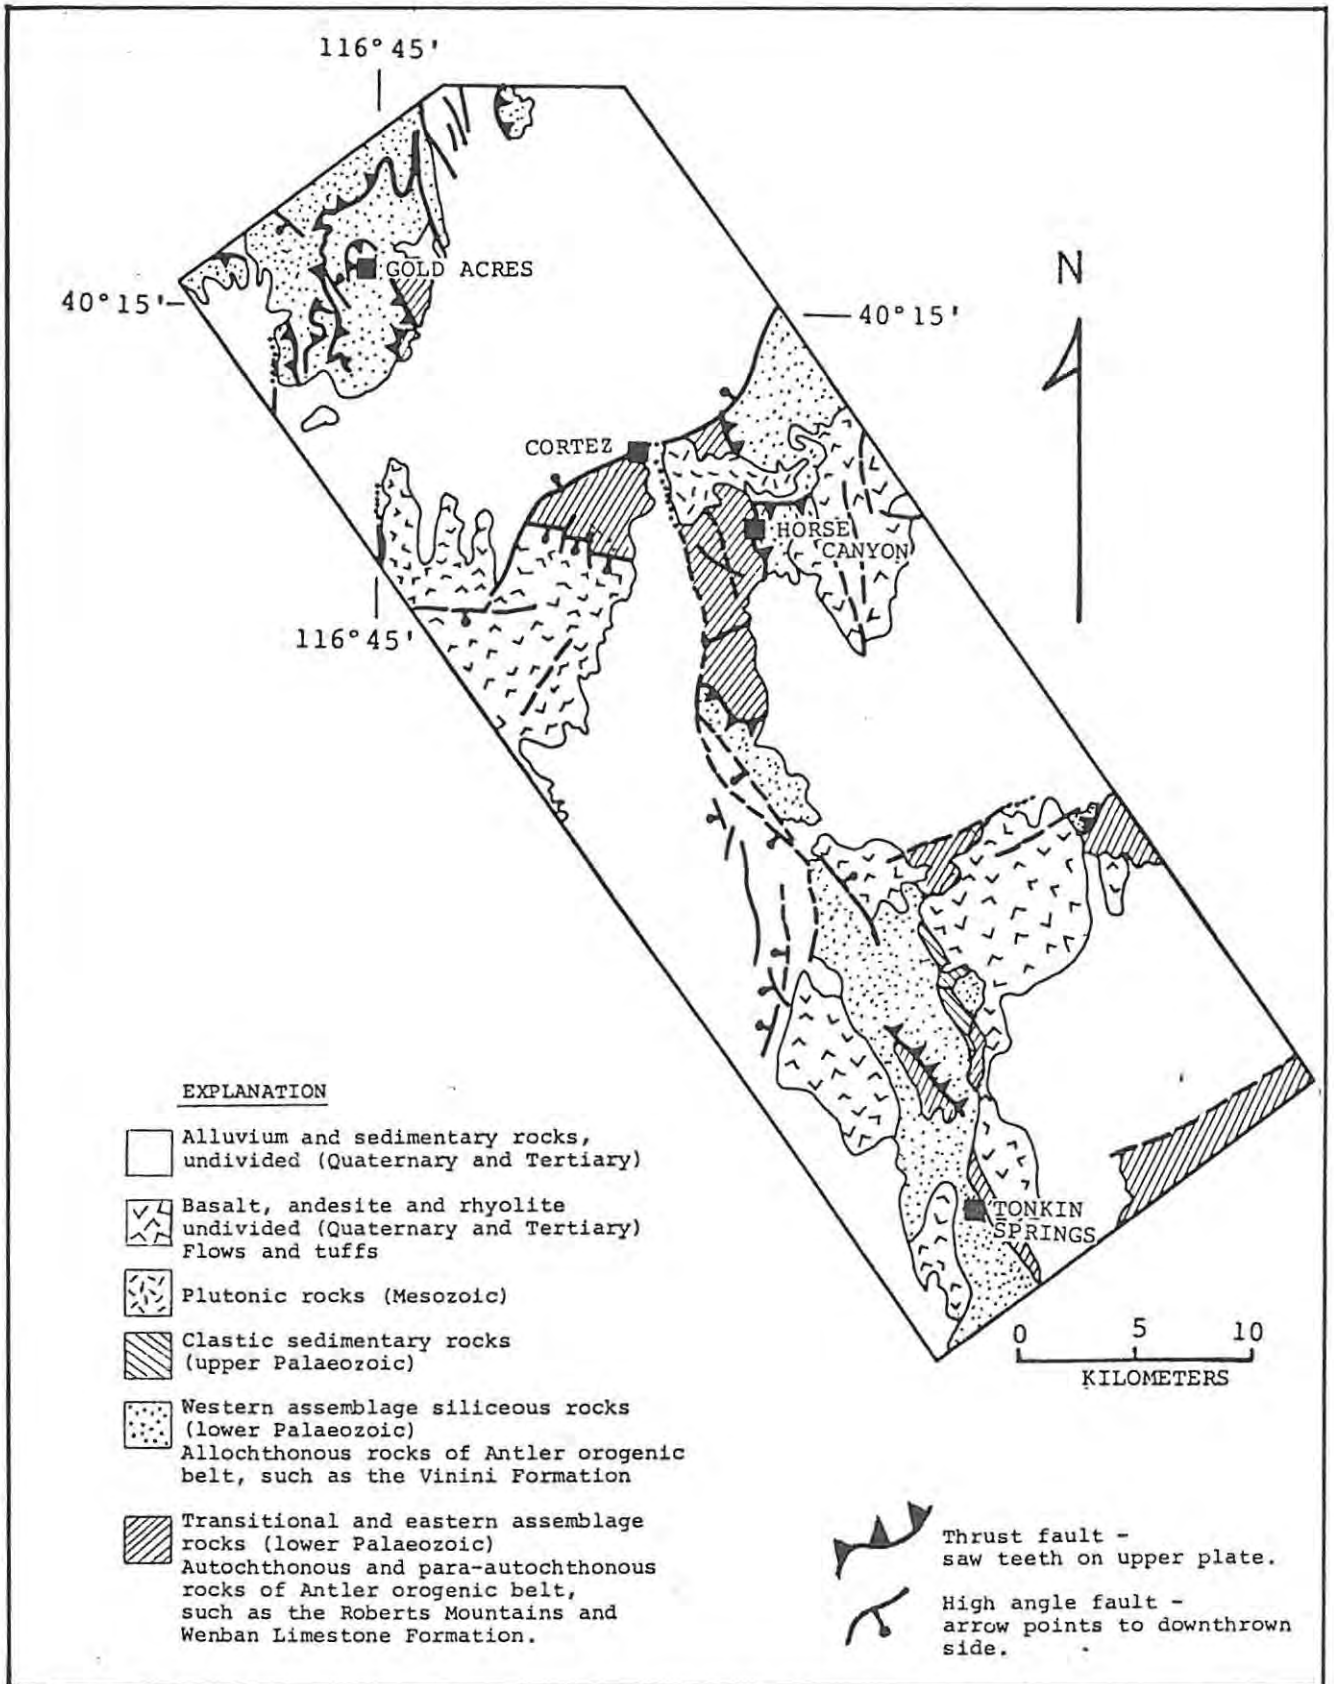 116°45'
GOLD ACRES
40°15'
40°15'
N
CORTEZ
HORSE
CANYON
116°45'
EXPLANATION
Alluvium and sedimentary rocks,
undivided (Quaternary and Tertiary)
Basalt, andesite and rhyolite
undivided (Quaternary and Tertiary)
Flows and tuffs
Plutonic rocks (Mesozoic)
Clastic sedimentary rocks
(upper Palaeozoic)
Western assemblage siliceous rocks
(lower Palaeozoic)
Allochthonous rocks of Antler orogenic
belt, such as the Vinini Formation
Transitional and eastern assemblage
rocks (lower Palaeozoic)
Autochthonous and para-autochthonous
rocks of Antler orogenic belt,
such as the Roberts Mountains and
Wenban Limestone Formation.
TONKIN
SPRINGS
0 5 10
KILOMETERS
Thrust fault -
saw teeth on upper plate.
High angle fault -
arrow points to downthrown
side.